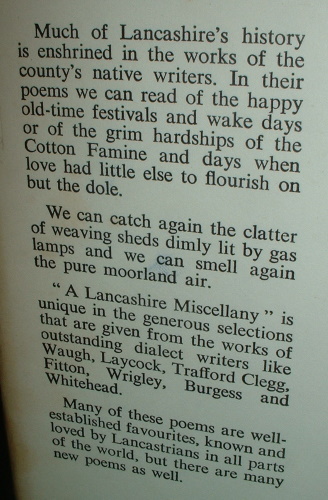 Much of Lancashire's history
is enshrined in the works of the
county's native writers. In their
poems we can read of the happy
old-time festivals and wake days
or of the grim hardships of the
Cotton Famine and days when
love had little else to flourish on
but the dole.
We can catch again the clatter
of weaving sheds dimly lit by gas
lamps and we can smell again
the pure moorland air.
" A Lancashire Miscellany " is
unique in the generous selections
that are given from the works of
outstanding dialect writers like
Waugh, Laycock, Trafford Clegg,
Fitton, Wrigley, Burgess and
Whitehead.
Many of these poems are well-
established favourites, known and
loved by Lancastrians in all parts
of the world, but there are many
new poems as well.